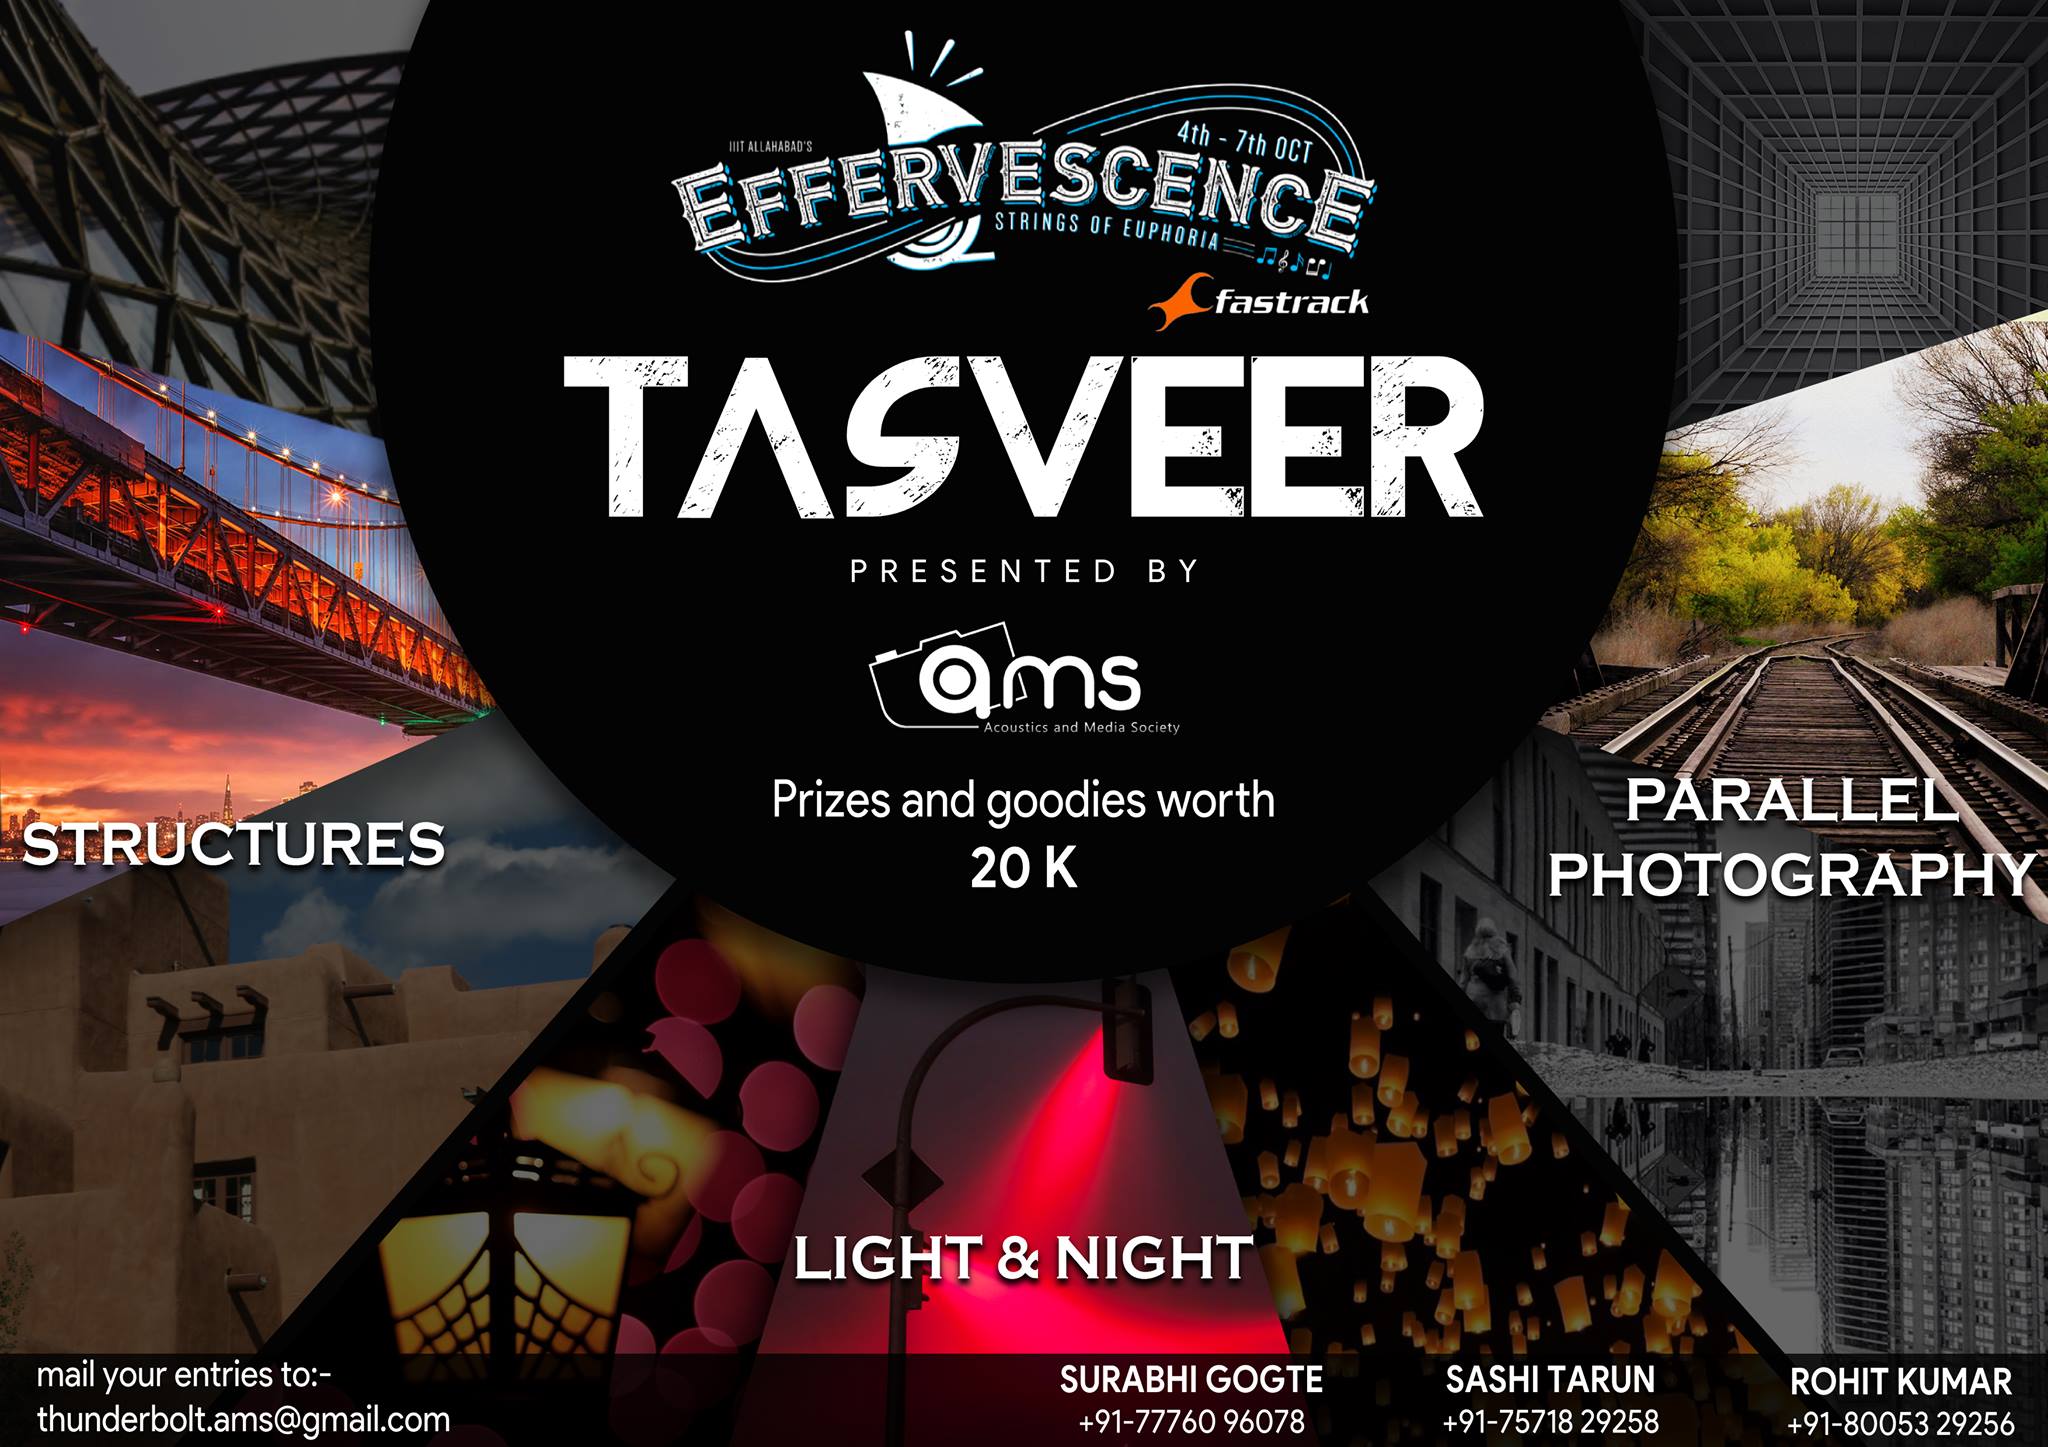 IIIT ALLAHABAD'S
4th - 7th OCT
EFFERVESCENCE
STRINGS OF EUPHORIA
fastrack
TASVEER
PRESENTED BY
ams
Acoustics and Media Society
Prizes and goodies worth
20 K
STRUCTURES
PARALLEL
PHOTOGRAPHY
LIGHT & NIGHT
mail your entries to:-
thunderbolt.ams@gmail.com
SURABHI GOGTE
+91-77760 96078
SASHI TARUN
+91-75718 29258
ROHIT KUMAR
+91-80053 29256